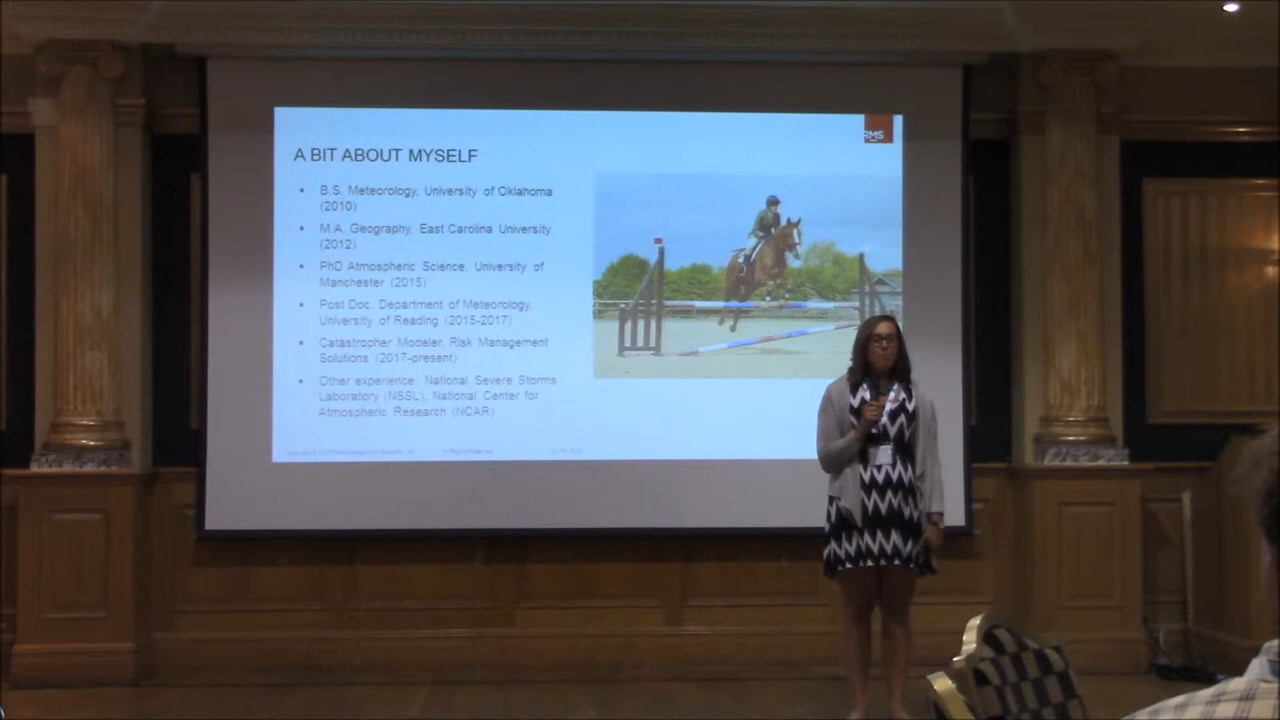 RMS
A BIT ABOUT MYSELF
▪ B.S. Meteorology, University of Oklahoma
(2010)
▪ M.A. Geography, East Carolina University
(2012)
▪ PhD Atmospheric Science, University of
Manchester (2015)
▪ Post Doc, Department of Meteorology,
University of Reading (2015-2017)
▪ Catastropher Modeler, Risk Management
Solutions (2017-present)
▪ Other experience: National Severe Storms
Laboratory (NSSL), National Center for
Atmospheric Research (NCAR)